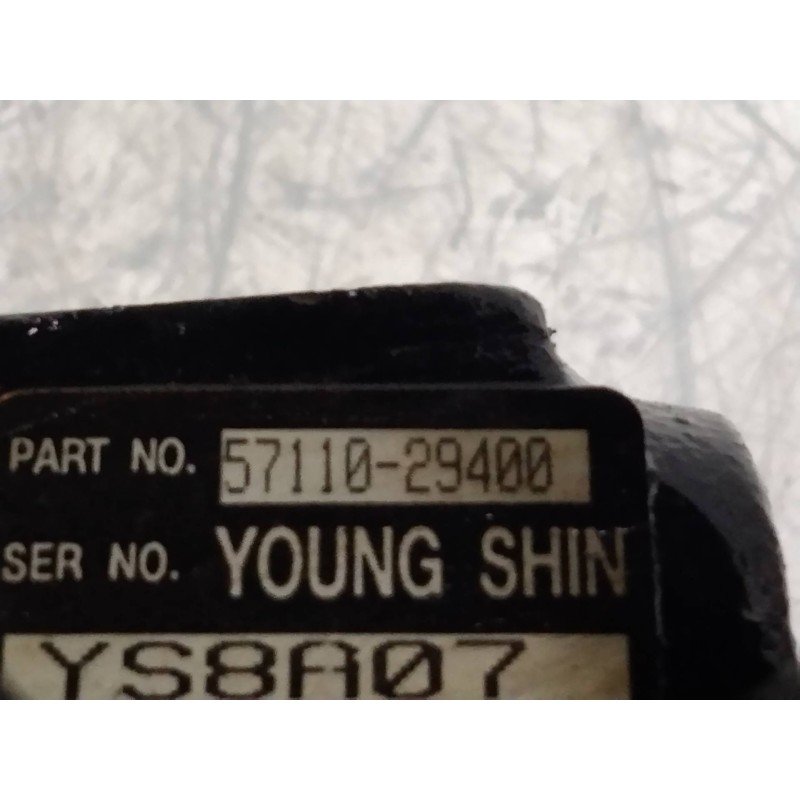 PART NO. 57110-29400
SER NO. YOUNG SHIN
YS8A07